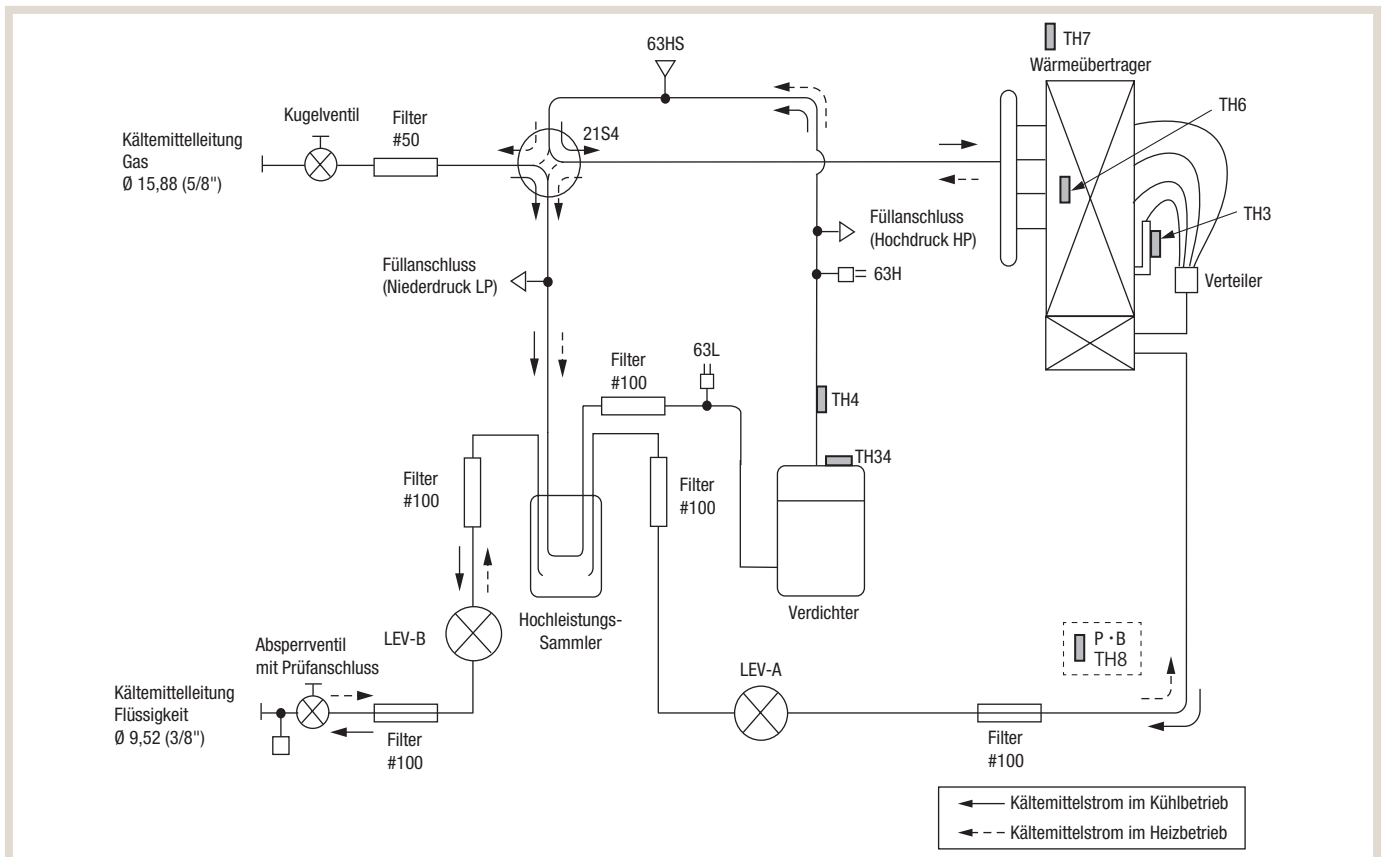 63HS
TH7
Wärmeübertrager
Kugelventil
Filter
#50
21S4
TH6
Kältemittelleitung
Gas
Ø 15,88 (5/8")
TH3
Füllanschluss
(Hochdruck HP)
Füllanschluss
(Niederdruck LP)
63H
Verteiler
63L
Filter
#100
TH4
TH34
Filter
#100
Filter
#100
Verdichter
Hochleistungs-
Sammler
LEV-B
Absperrventil
mit Prüfanschluss
P・B
TH8
LEV-A
Kältemittelleitung
Flüssigkeit
Ø 9,52 (3/8")
Filter
#100
Filter
#100
Kältemittelstrom im Kühlbetrieb
Kältemittelstrom im Heizbetrieb